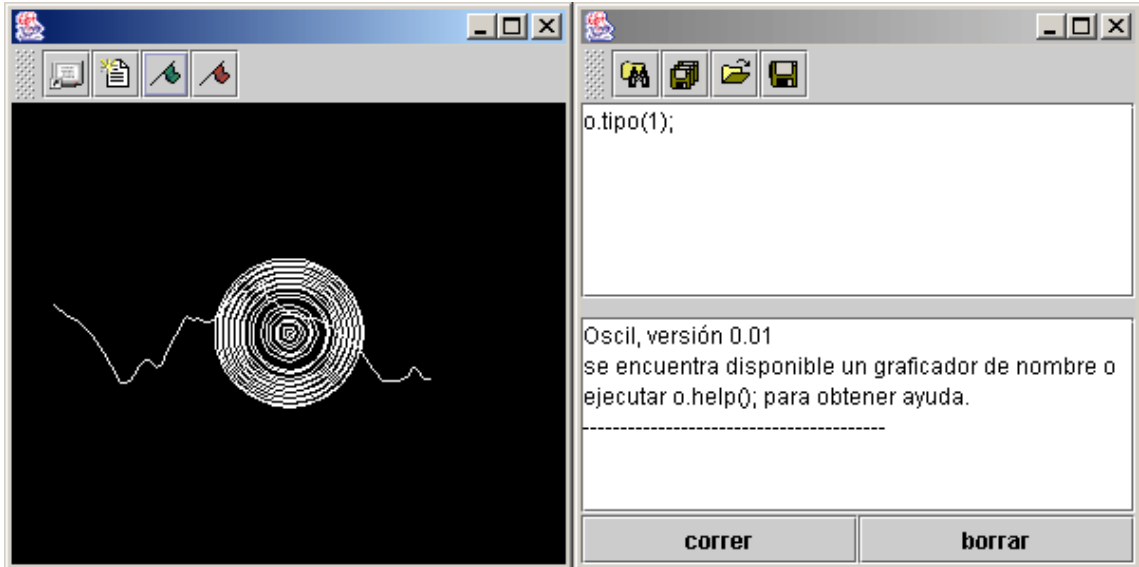 o.tipo(1);
Oscil, versión 0.01
se encuentra disponible un graficador de nombre o
ejecutar o.help(); para obtener ayuda.
----------------------------------------
correr
borrar